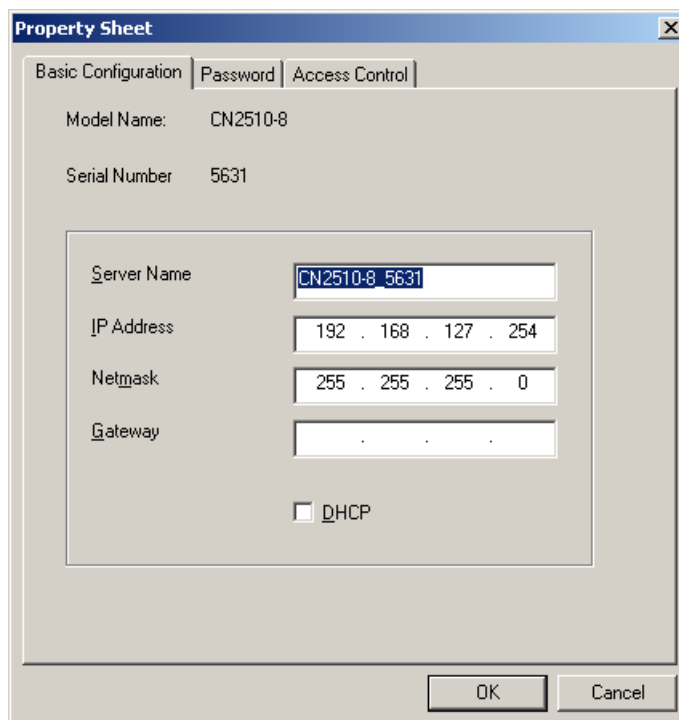 Property Sheet
Basic Configuration Password Access Control
Model Name: CN2510-8
Serial Number 5631
Server Name CN2510-8_5631
IP Address 192 . 168 . 127 . 254
Netmask 255 . 255 . 255 . 0
Gateway . . .
DHCP
OK Cancel